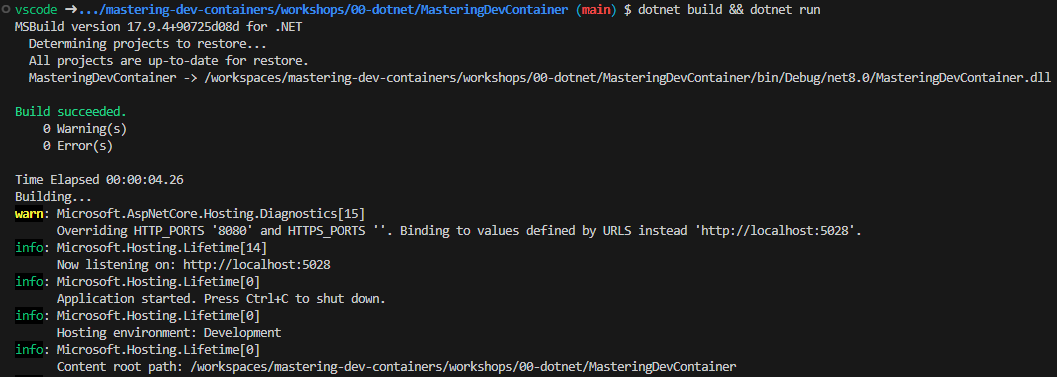 vscode ➜.../mastering-dev-containers/workshops/00-dotnet/MasteringDevContainer (main) $ dotnet build && dotnet run
MSBuild version 17.9.4+90725d08d for .NET
  Determining projects to restore...
  All projects are up-to-date for restore.
  MasteringDevContainer -> /workspaces/mastering-dev-containers/workshops/00-dotnet/MasteringDevContainer/bin/Debug/net8.0/MasteringDevContainer.dll
Build succeeded.
    0 Warning(s)
    0 Error(s)
Time Elapsed 00:00:04.26
Building...
warn: Microsoft.AspNetCore.Hosting.Diagnostics[15]
      Overriding HTTP_PORTS '8080' and HTTPS_PORTS ''. Binding to values defined by URLS instead 'http://localhost:5028'.
info: Microsoft.Hosting.Lifetime[14]
      Now listening on: http://localhost:5028
info: Microsoft.Hosting.Lifetime[0]
      Application started. Press Ctrl+C to shut down.
info: Microsoft.Hosting.Lifetime[0]
      Hosting environment: Development
info: Microsoft.Hosting.Lifetime[0]
      Content root path: /workspaces/mastering-dev-containers/workshops/00-dotnet/MasteringDevContainer